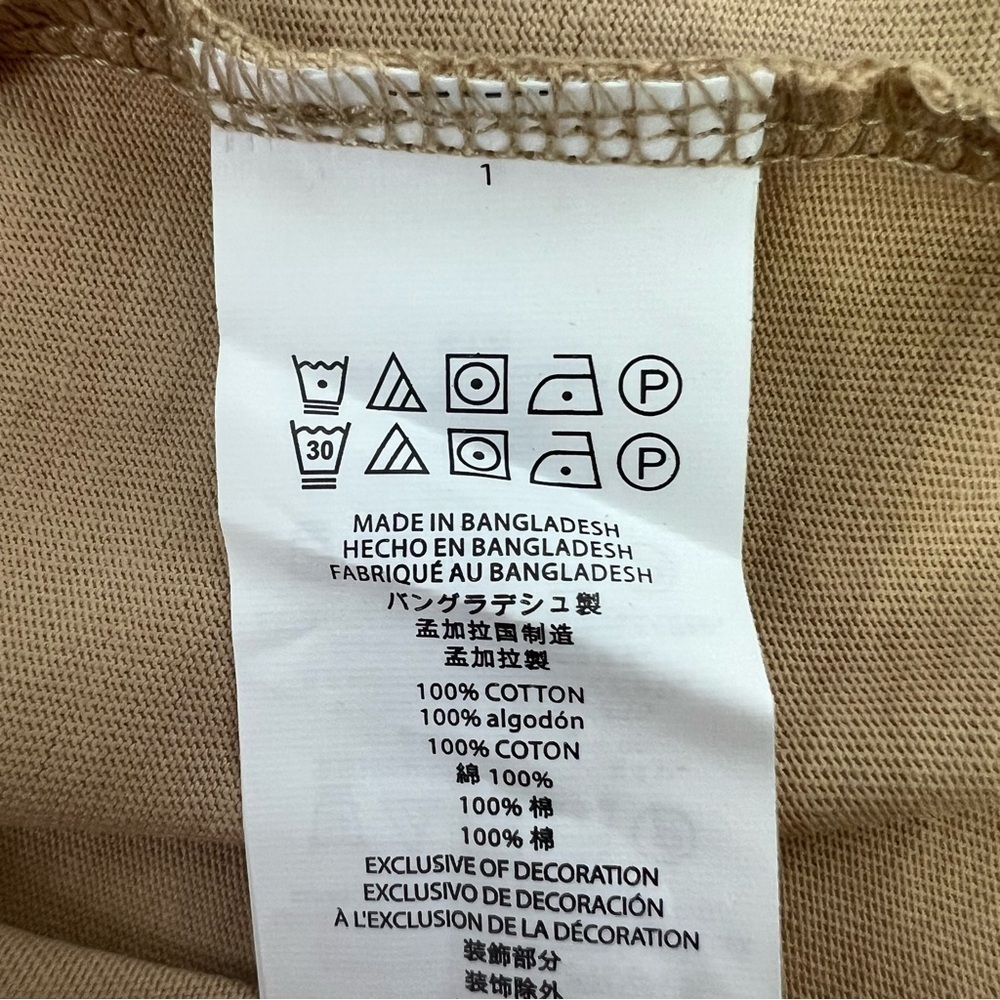 1
P
30 P
MADE IN BANGLADESH
HECHO EN BANGLADESH
FABRIQUÉ AU BANGLADESH
バングラデシュ製
孟加拉国制造
孟加拉製
100% COTTON
100% algodón
100% COTON
綿 100%
100% 棉
100% 棉
EXCLUSIVE OF DECORATION
EXCLUSIVO DE DECORACIÓN
À L'EXCLUSION DE LA DÉCORATION
装飾部分
装饰除外